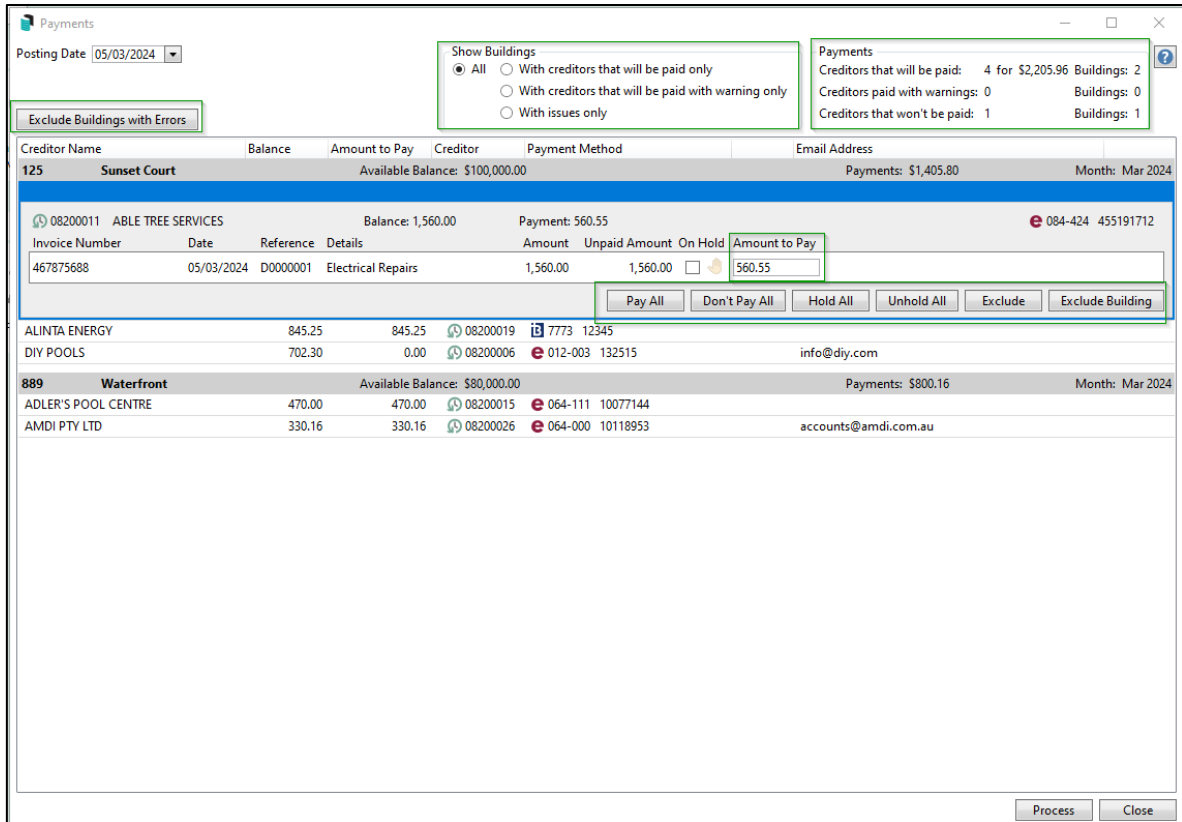 Payments
Posting Date 05/03/2024
Show Buildings
All With creditors that will be paid only
With creditors that will be paid with warning only
With issues only
Payments
Creditors that will be paid: 4 for $2,205.96 Buildings: 2
Creditors paid with warnings: 0 Buildings: 0
Creditors that won't be paid: 1 Buildings: 1
?
Exclude Buildings with Errors
Creditor Name Balance Amount to Pay Creditor Payment Method Email Address
125 Sunset Court Available Balance: $100,000.00 Payments: $1,405.80 Month: Mar 2024
08200011 ABLE TREE SERVICES Balance: 1,560.00 Payment: 560.55 e 084-424 455191712
Invoice Number Date Reference Details Amount Unpaid Amount On Hold Amount to Pay
467875688 05/03/2024 D0000001 Electrical Repairs 1,560.00 1,560.00 560.55
Pay All Don't Pay All Hold All Unhold All Exclude Exclude Building
ALINTA ENERGY 845.25 845.25 08200019 B 7773 12345
DIY POOLS 702.30 0.00 08200006 e 012-003 132515 info@diy.com
889 Waterfront Available Balance: $80,000.00 Payments: $800.16 Month: Mar 2024
ADLER'S POOL CENTRE 470.00 470.00 08200015 e 064-111 10077144
AMDI PTY LTD 330.16 330.16 08200026 e 064-000 10118953 accounts@amdi.com.au
Process Close